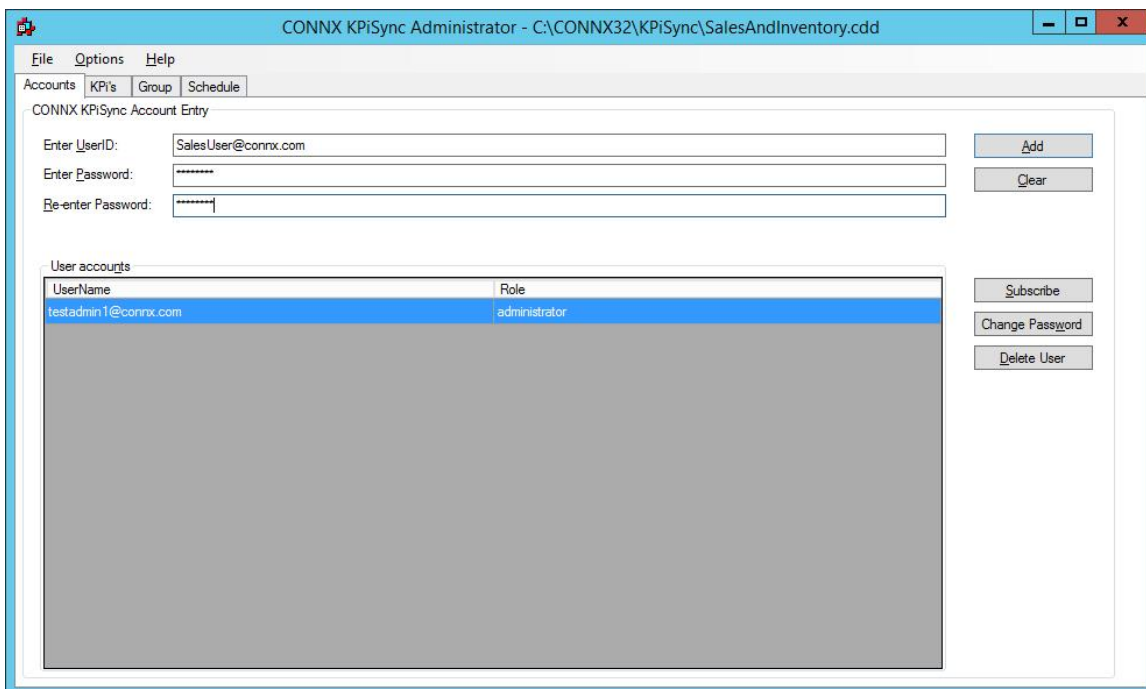 CONNX KPiSync Administrator - C:\CONNX32\KPiSync\SalesAndInventory.cdd
File Options Help
Accounts KPi's Group Schedule
CONNX KPiSync Account Entry
Enter UserID: SalesUser@connx.com Add
Enter Password: ******** Clear
Re-enter Password: ********
User accounts
UserName Role Subscribe
testadmin1@connx.com administrator
Change Password
Delete User